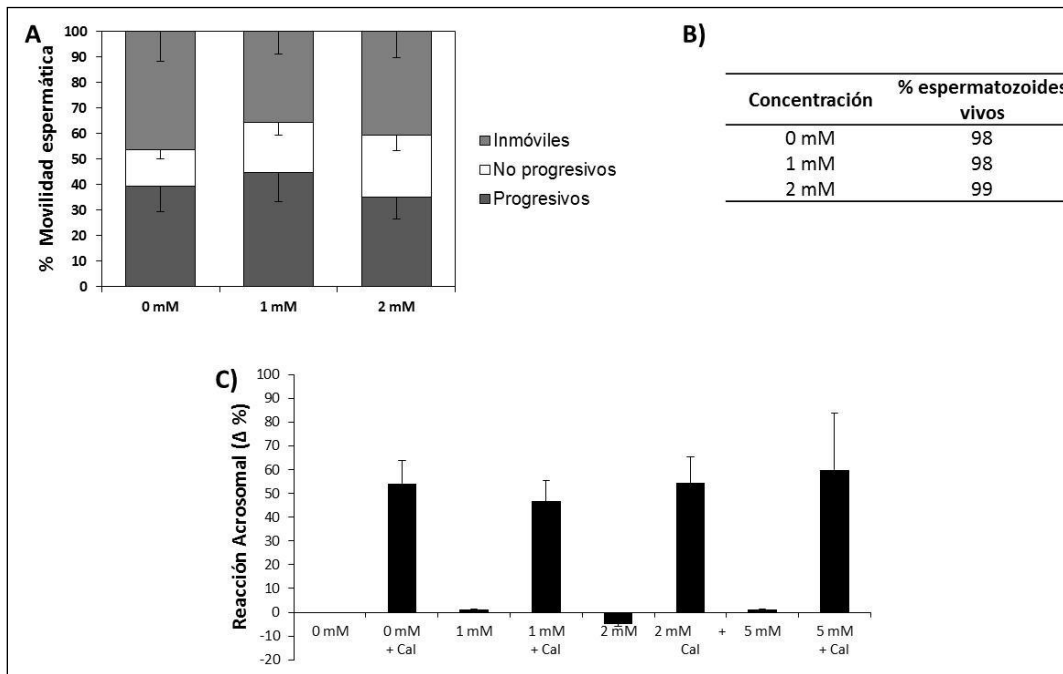 A
% Movilidad espermática
100
90
80
70
60
50
40
30
20
10
0
0 mM 1 mM 2 mM
Inmóviles
No progresivos
Progresivos
B)
Concentración % espermatozoides vivos
0 mM 98
1 mM 98
2 mM 99
C)
Reacción Acrosomal (Δ %)
100
90
80
70
60
50
40
30
20
10
0
-10
-20
0 mM 0 mM 1 mM 1 mM 2 mM 2 mM + 5 mM 5 mM
+ Cal + Cal Cal + Cal